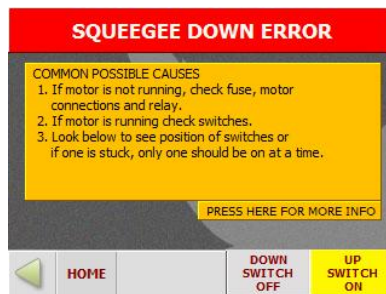 SQUEEGEE DOWN ERROR
COMMON POSSIBLE CAUSES
1. If motor is not running, check fuse, motor
connections and relay.
2. If motor is running check switches.
3. Look below to see position of switches or
if one is stuck, only one should be on at a time.
PRESS HERE FOR MORE INFO
HOME
DOWN
SWITCH
OFF
UP
SWITCH
ON